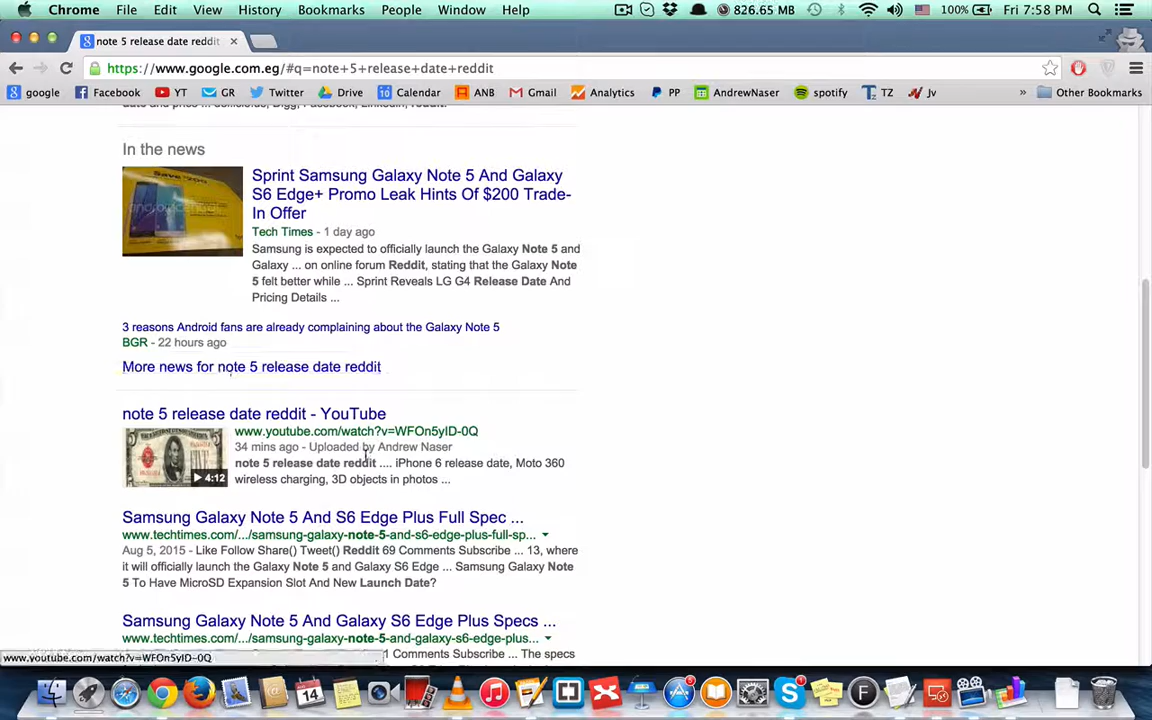 Chrome File Edit View History Bookmarks People Window Help 826.65 MB 100% Fri 7:58 PM
note 5 release date reddit
https://www.google.com.eg/#q=note+5+release+date+reddit
google Facebook YT GR Twitter Drive 10 Calendar ANB Gmail Analytics PP AndrewNaser spotify TZ Jv » Other Bookmarks
In the news
Sprint Samsung Galaxy Note 5 And Galaxy
S6 Edge+ Promo Leak Hints Of $200 Trade-
In Offer
Tech Times - 1 day ago
Samsung is expected to officially launch the Galaxy Note 5 and
Galaxy ... on online forum Reddit, stating that the Galaxy Note
5 felt better while ... Sprint Reveals LG G4 Release Date And
Pricing Details ...
3 reasons Android fans are already complaining about the Galaxy Note 5
BGR - 22 hours ago
More news for note 5 release date reddit
note 5 release date reddit - YouTube
www.youtube.com/watch?v=WFOn5yID-0Q
34 mins ago - Uploaded by Andrew Naser
note 5 release date reddit .... iPhone 6 release date, Moto 360
wireless charging, 3D objects in photos ...
4:12
Samsung Galaxy Note 5 And S6 Edge Plus Full Spec ...
www.techtimes.com/.../samsung-galaxy-note-5-and-s6-edge-plus-full-sp...
Aug 5, 2015 - Like Follow Share() Tweet() Reddit 69 Comments Subscribe ... 13, where
it will officially launch the Galaxy Note 5 and Galaxy S6 Edge ... Samsung Galaxy Note
5 To Have MicroSD Expansion Slot And New Launch Date?
Samsung Galaxy Note 5 And Galaxy S6 Edge Plus Specs ...
www.techtimes.com/.../samsung-galaxy-note-5-and-galaxy-s6-edge-plus...
1 Comments Subscribe ... The specs
www.youtube.com/watch?v=WFOn5yID-0Q
14